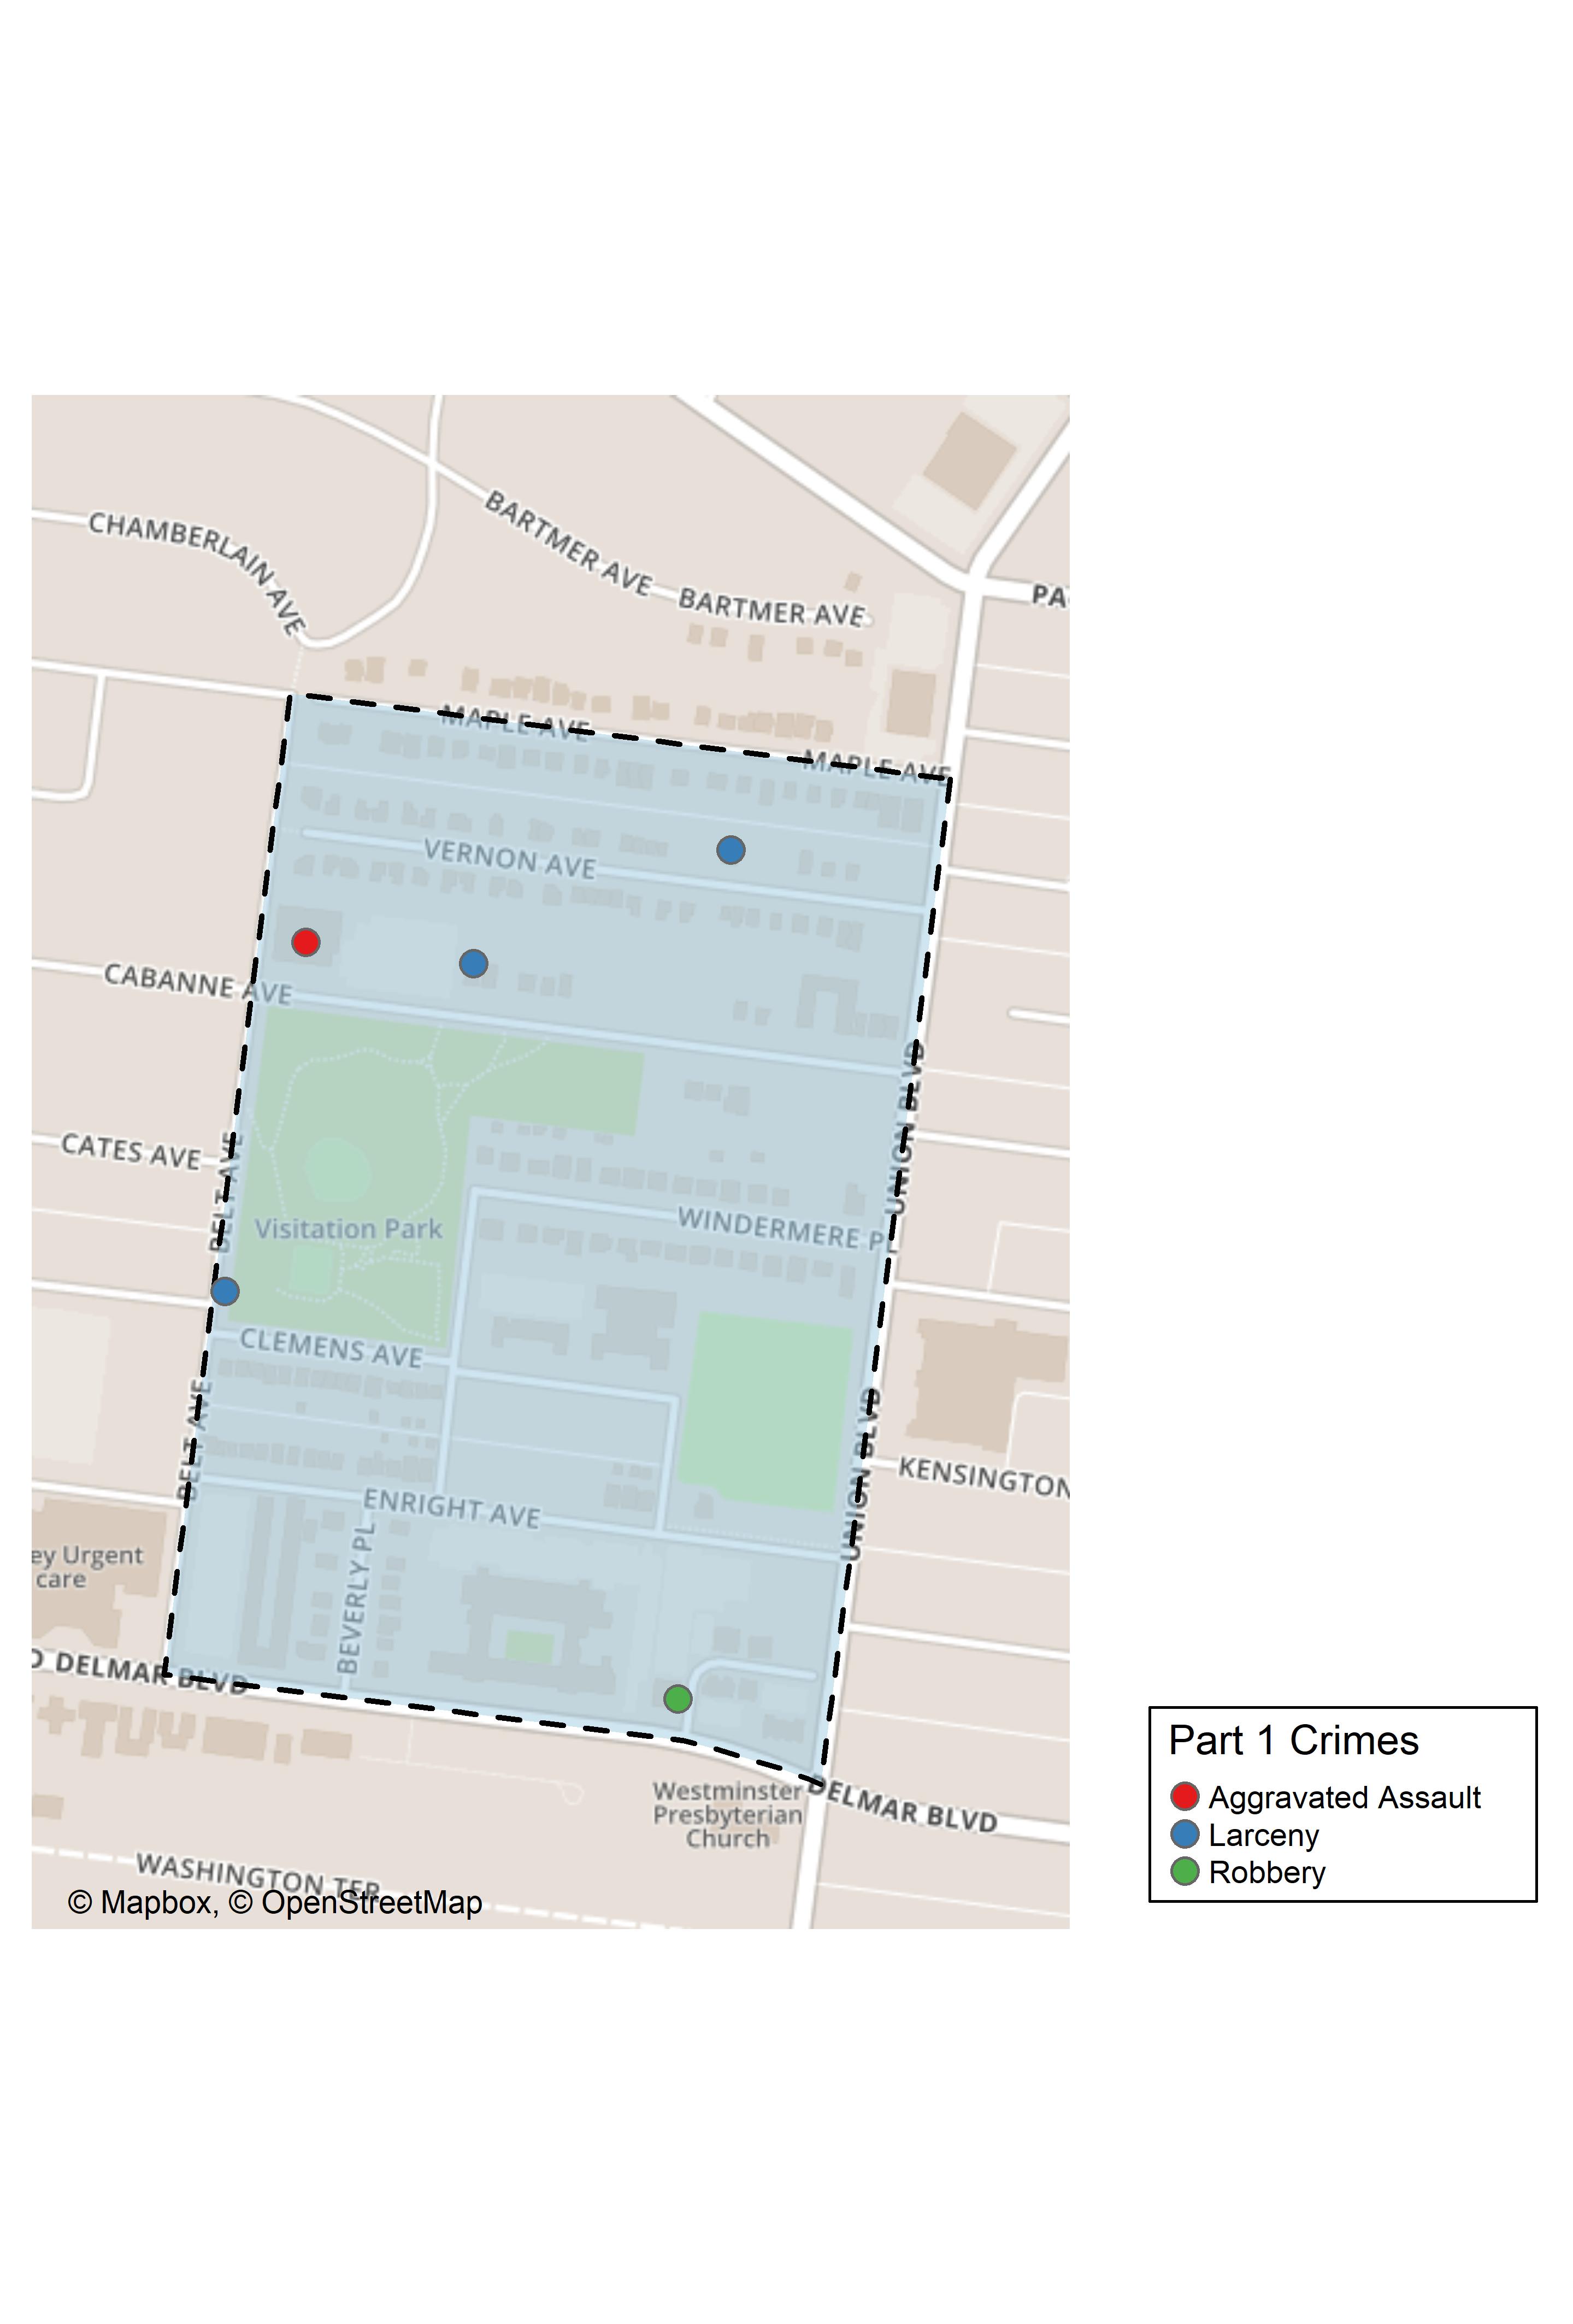 CHAMBERLAIN AVE
BARTMER AVE
BARTMER AVE
PA
MAPLE AVE
MAPLE AVE
VERNON AVE
CABANNE AVE
UNION BLVD
CATES AVE
BELT AVE
Visitation Park
WINDERMERE PL
CLEMENS AVE
BELT AVE
UNION BLVD
KENSINGTON
ENRIGHT AVE
BEVERLY PL
ey Urgent
care
O DELMAR BLVD
Westminster
Presbyterian
Church
DELMAR BLVD
WASHINGTON TER
© Mapbox, © OpenStreetMap
Part 1 Crimes
Aggravated Assault
Larceny
Robbery